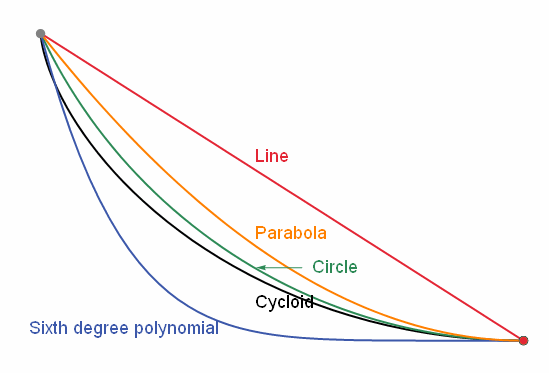 Line
Parabola
Circle
Cycloid
Sixth degree polynomial